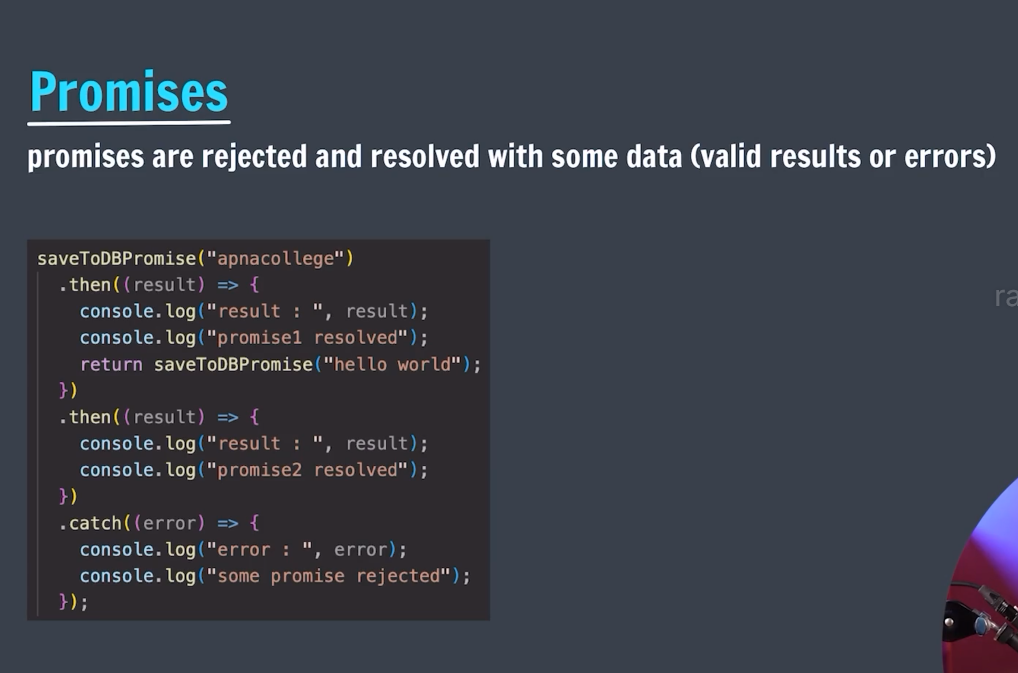 Promises
promises are rejected and resolved with some data (valid results or errors)
saveToDBPromise("apnacollege")
.then((result) => {
console.log("result : ", result);
console.log("promise1 resolved");
return saveToDBPromise("hello world");
})
.then((result) => {
console.log("result : ", result);
console.log("promise2 resolved");
})
.catch((error) => {
console.log("error : ", error);
console.log("some promise rejected");
});